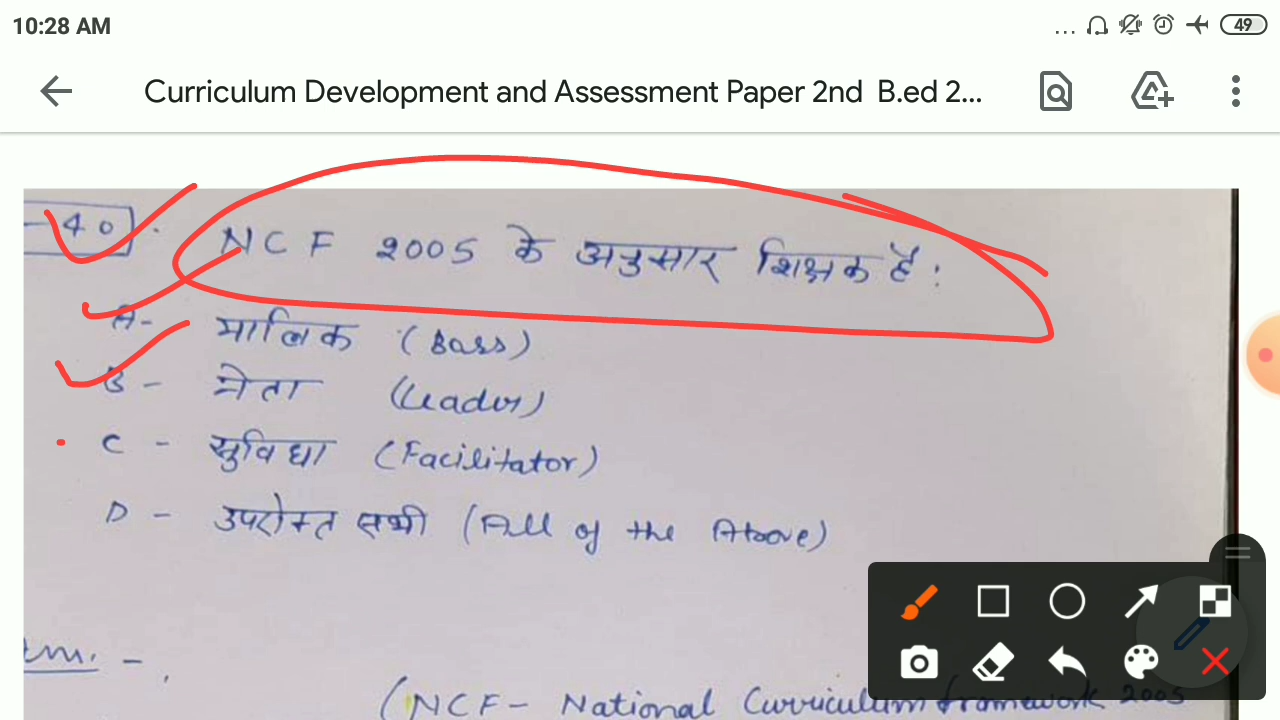 10:28 AM
... 49
Curriculum Development and Assessment Paper 2nd B.ed 2...
-40].
NCF 2005 के अनुसार शिक्षक है :
A- मालिक (Boss)
B - नेता (Leader)
C - सुविधा (Facilitator)
D - उपरोक्त सभी (All of the Above)
(NCF- National Curriculum framework 2005